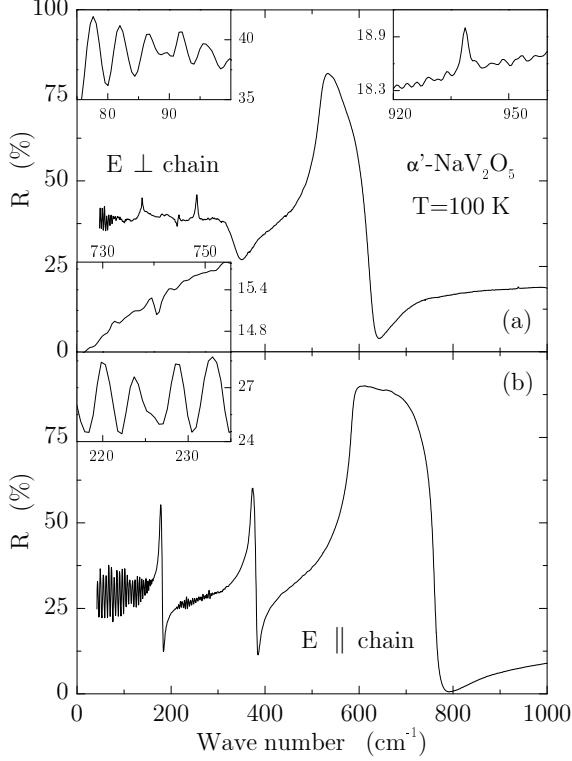 100
40
18.9
18.3
35
80 90
920 950
75
R (%)
E ⊥ chain
α'-NaV₂O₅
T=100 K
50
730 750
25
15.4
14.8
(a)
0
27
24
(b)
220 230
75
R (%)
50
25
E ∥ chain
0
0 200 400 600 800 1000
Wave number (cm⁻¹)